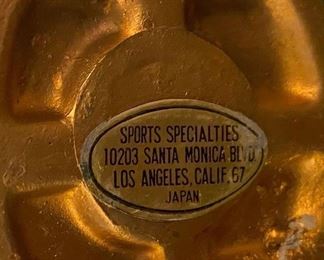 SPORTS SPECIALTIES
10203 SANTA MONICA BLVD.
LOS ANGELES, CALIF. 67
JAPAN